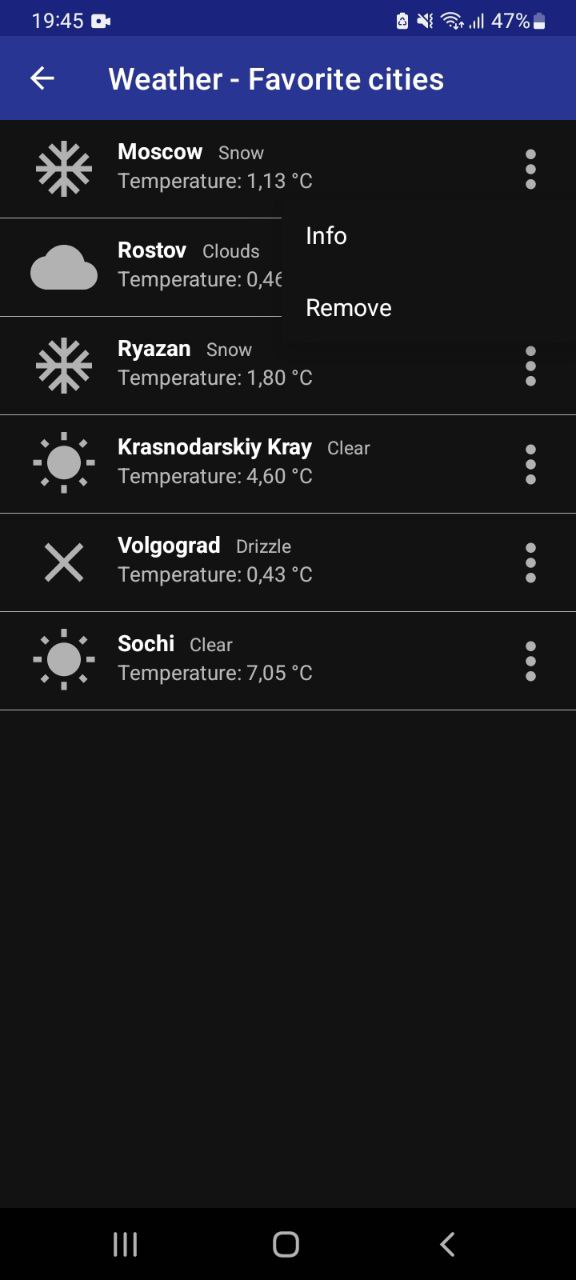 19:45 47%
Weather - Favorite cities
Moscow Snow
Temperature: 1,13 °C
Info
Rostov Clouds
Temperature: 0,46
Remove
Ryazan Snow
Temperature: 1,80 °C
Krasnodarskiy Kray Clear
Temperature: 4,60 °C
Volgograd Drizzle
Temperature: 0,43 °C
Sochi Clear
Temperature: 7,05 °C